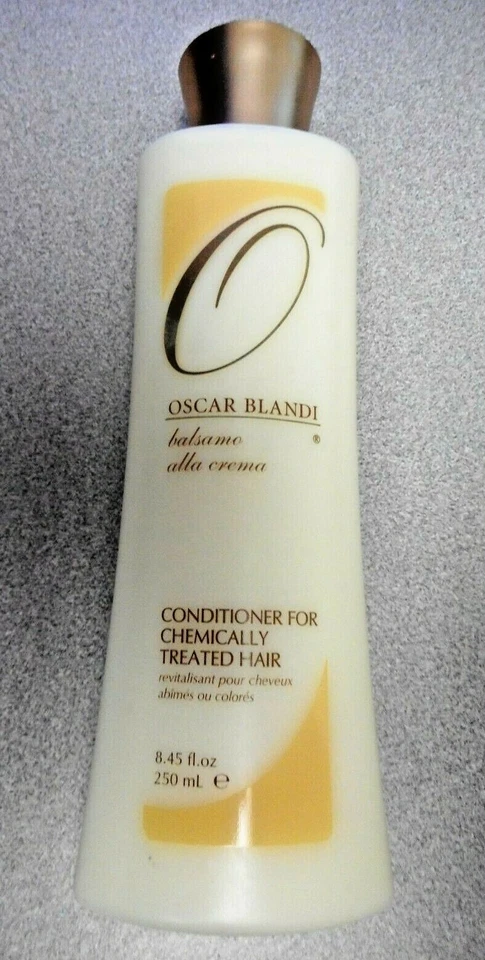 O
OSCAR BLANDI
balsamo ®
alla crema
CONDITIONER FOR
CHEMICALLY
TREATED HAIR
revitalisant pour cheveux
abimés ou colorés
8.45 fl.oz
250 mL ℮